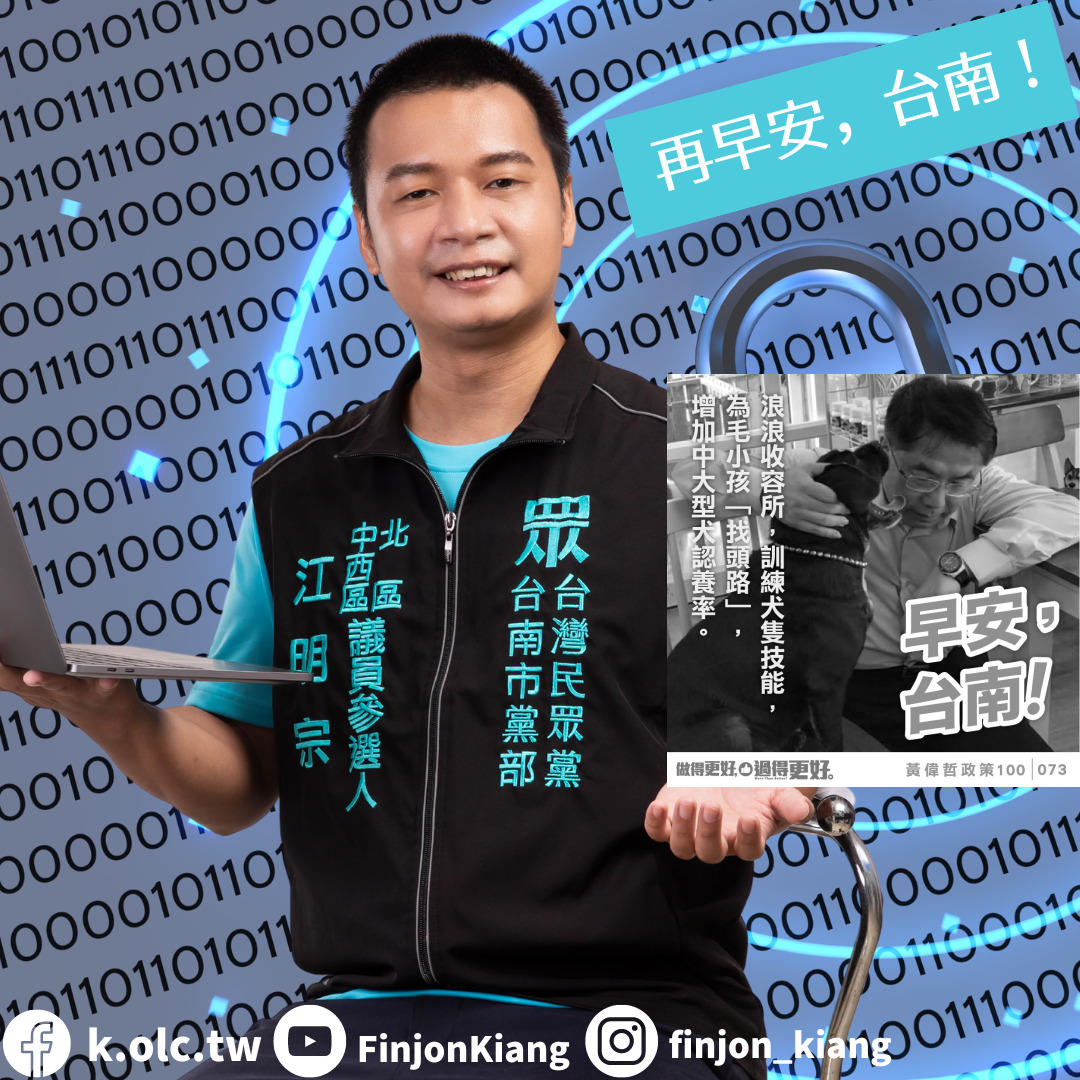 再早安，台南！
浪浪收容所，訓練犬隻技能，
為毛小孩「找頭路」，
增加中大型犬認養率。
早安，
台南!
做得更好，過得更好。
黃偉哲政策100 | 073
眾
台灣民眾黨
台南市黨部
北區
中西區
議員參選人
江明宗
k.olc.tw
FinjonKiang
finjon_kiang